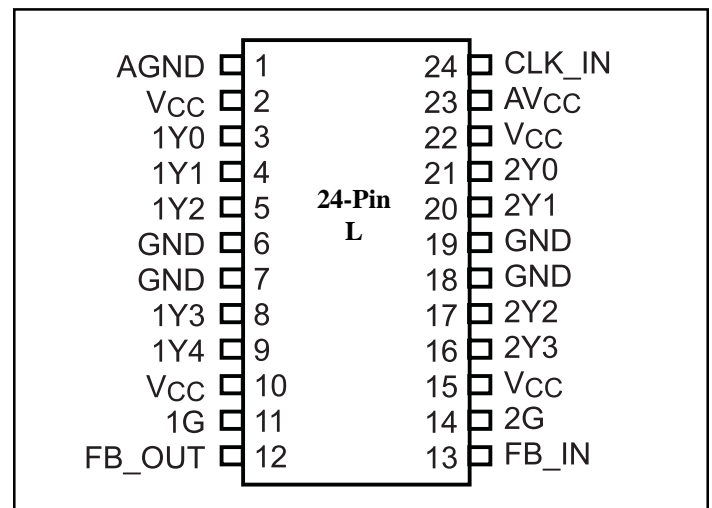 AGND 1 24 CLK_IN
VCC 2 23 AVCC
1Y0 3 22 VCC
1Y1 4 21 2Y0
1Y2 5 24-Pin 20 2Y1
GND 6 L 19 GND
GND 7 18 GND
1Y3 8 17 2Y2
1Y4 9 16 2Y3
VCC 10 15 VCC
1G 11 14 2G
FB_OUT 12 13 FB_IN